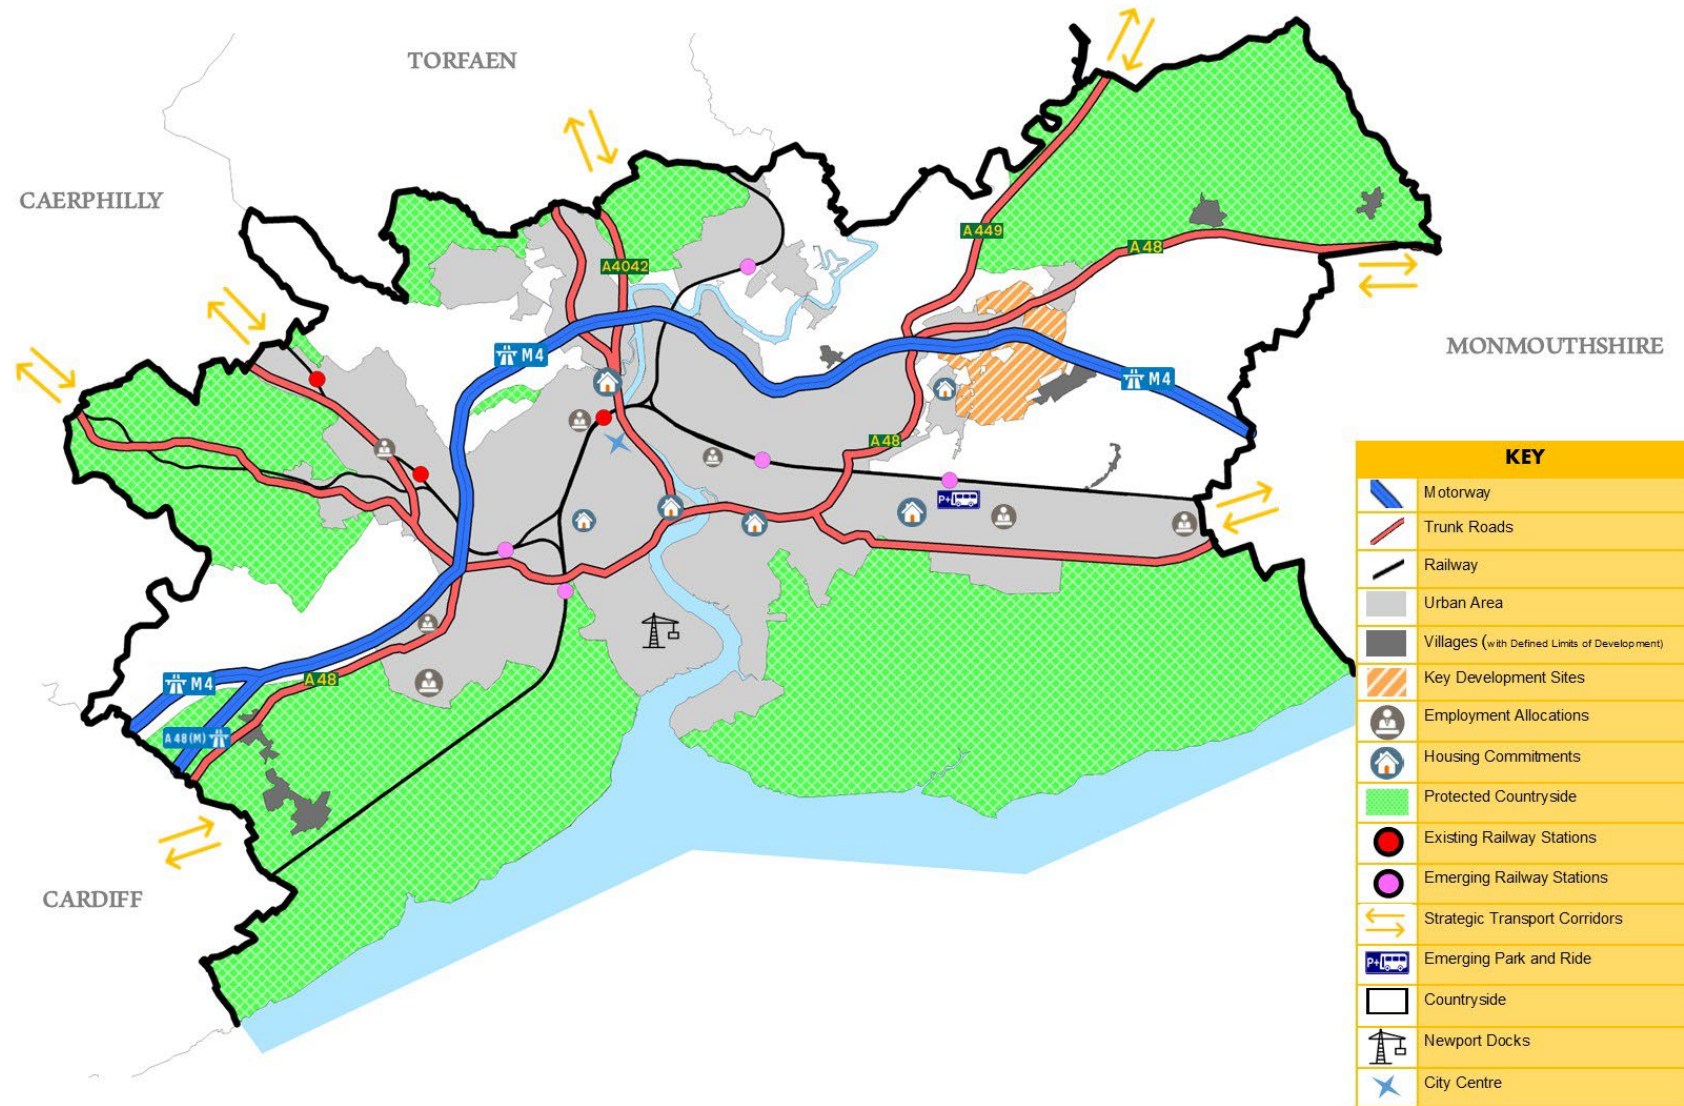 TORFAEN
CAERPHILLY
A449
A48
A4042
MONMOUTHSHIRE
M4
M4
A48
M4
A48
A48(M)
P+
CARDIFF
KEY
Motorway
Trunk Roads
Railway
Urban Area
Villages (with Defined Limits of Development)
Key Development Sites
Employment Allocations
Housing Commitments
Protected Countryside
Existing Railway Stations
Emerging Railway Stations
Strategic Transport Corridors
P+
Emerging Park and Ride
Countryside
Newport Docks
City Centre